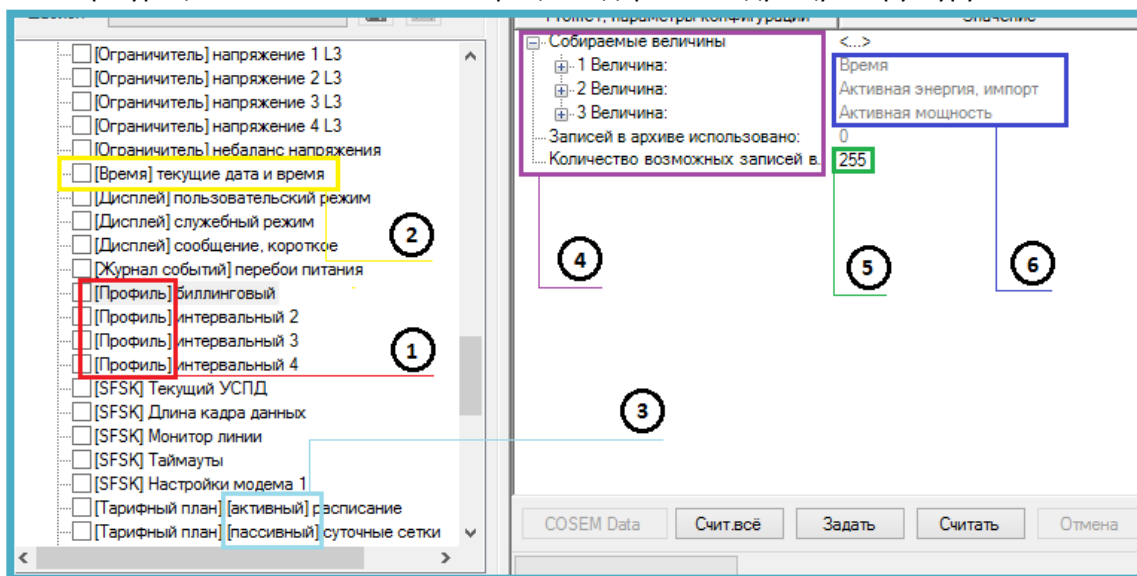 [Ограничитель] напряжение 1 L3
[Ограничитель] напряжение 2 L3
[Ограничитель] напряжение 3 L3
[Ограничитель] напряжение 4 L3
[Ограничитель] небаланс напряжения
[Время] текущие дата и время
[Дисплей] пользовательский режим
[Дисплей] служебный режим
[Дисплей] сообщение, короткое
[Журнал событий] перебои питания
[Профиль] биллинговый
[Профиль] интервальный 2
[Профиль] интервальный 3
[Профиль] интервальный 4
[SFSK] Текущий УСПД
[SFSK] Длина кадра данных
[SFSK] Монитор линии
[SFSK] Таймауты
[SFSK] Настройки модема 1
[Тарифный план] [активный] расписание
[Тарифный план] [пассивный] суточные сетки
2
1
3
параметры конфигурации Значение
Собираемые величины <...>
1 Величина: Время
2 Величина: Активная энергия, импорт
3 Величина: Активная мощность
Записей в архиве использовано: 0
Количество возможных записей в. 255
4
5
6
COSEM Data Счит.всё Задать Считать Отмена